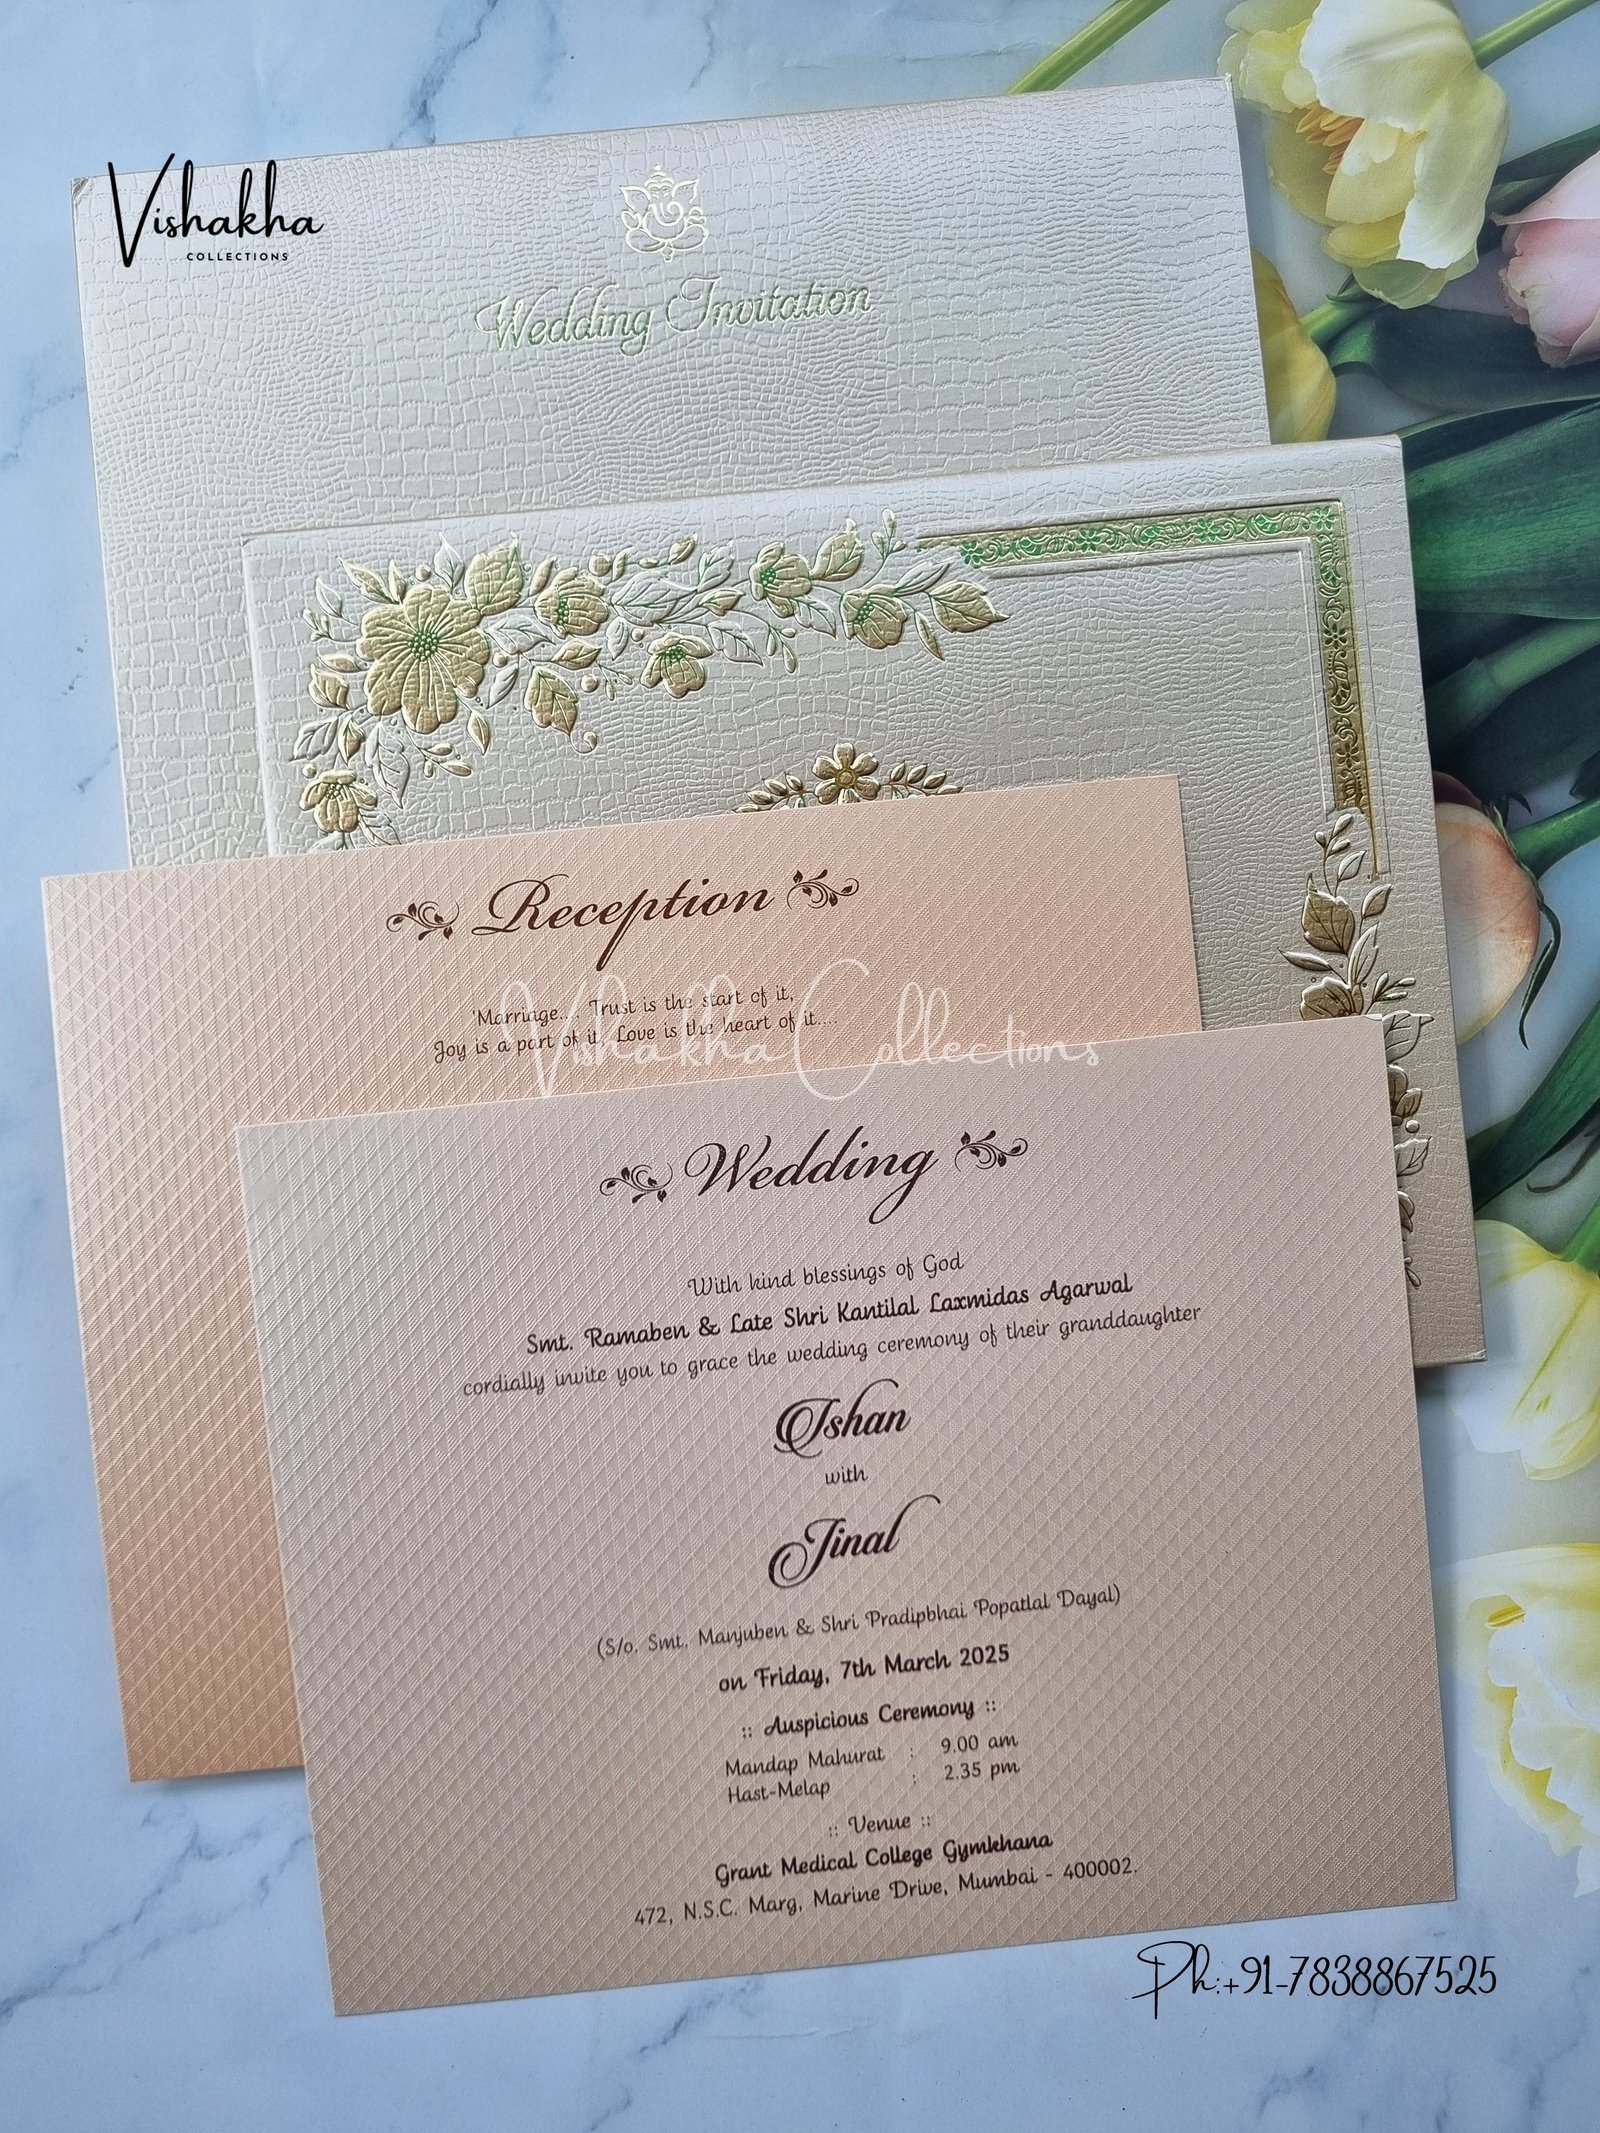 Vishakha
COLLECTIONS
Wedding Invitation
Reception
'Marriage.... Trust is the start of it,
Joy is a part of it, Love is the heart of it....
Vishakha Collections
Wedding
With kind blessings of God
Smt. Ramaben & Late Shri Kantilal Laxmidas Agarwal
cordially invite you to grace the wedding ceremony of their granddaughter
Ishan
with
Jinal
(S/o. Smt. Manjuben & Shri Pradipbhai Popatlal Dayal)
on Friday, 7th March 2025
:: Auspicious Ceremony ::
Mandap Mahurat : 9.00 am
Hast-Melap : 2.35 pm
:: Venue ::
Grant Medical College Gymkhana
472, N.S.C. Marg, Marine Drive, Mumbai - 400002.
Ph:+91-7838867525